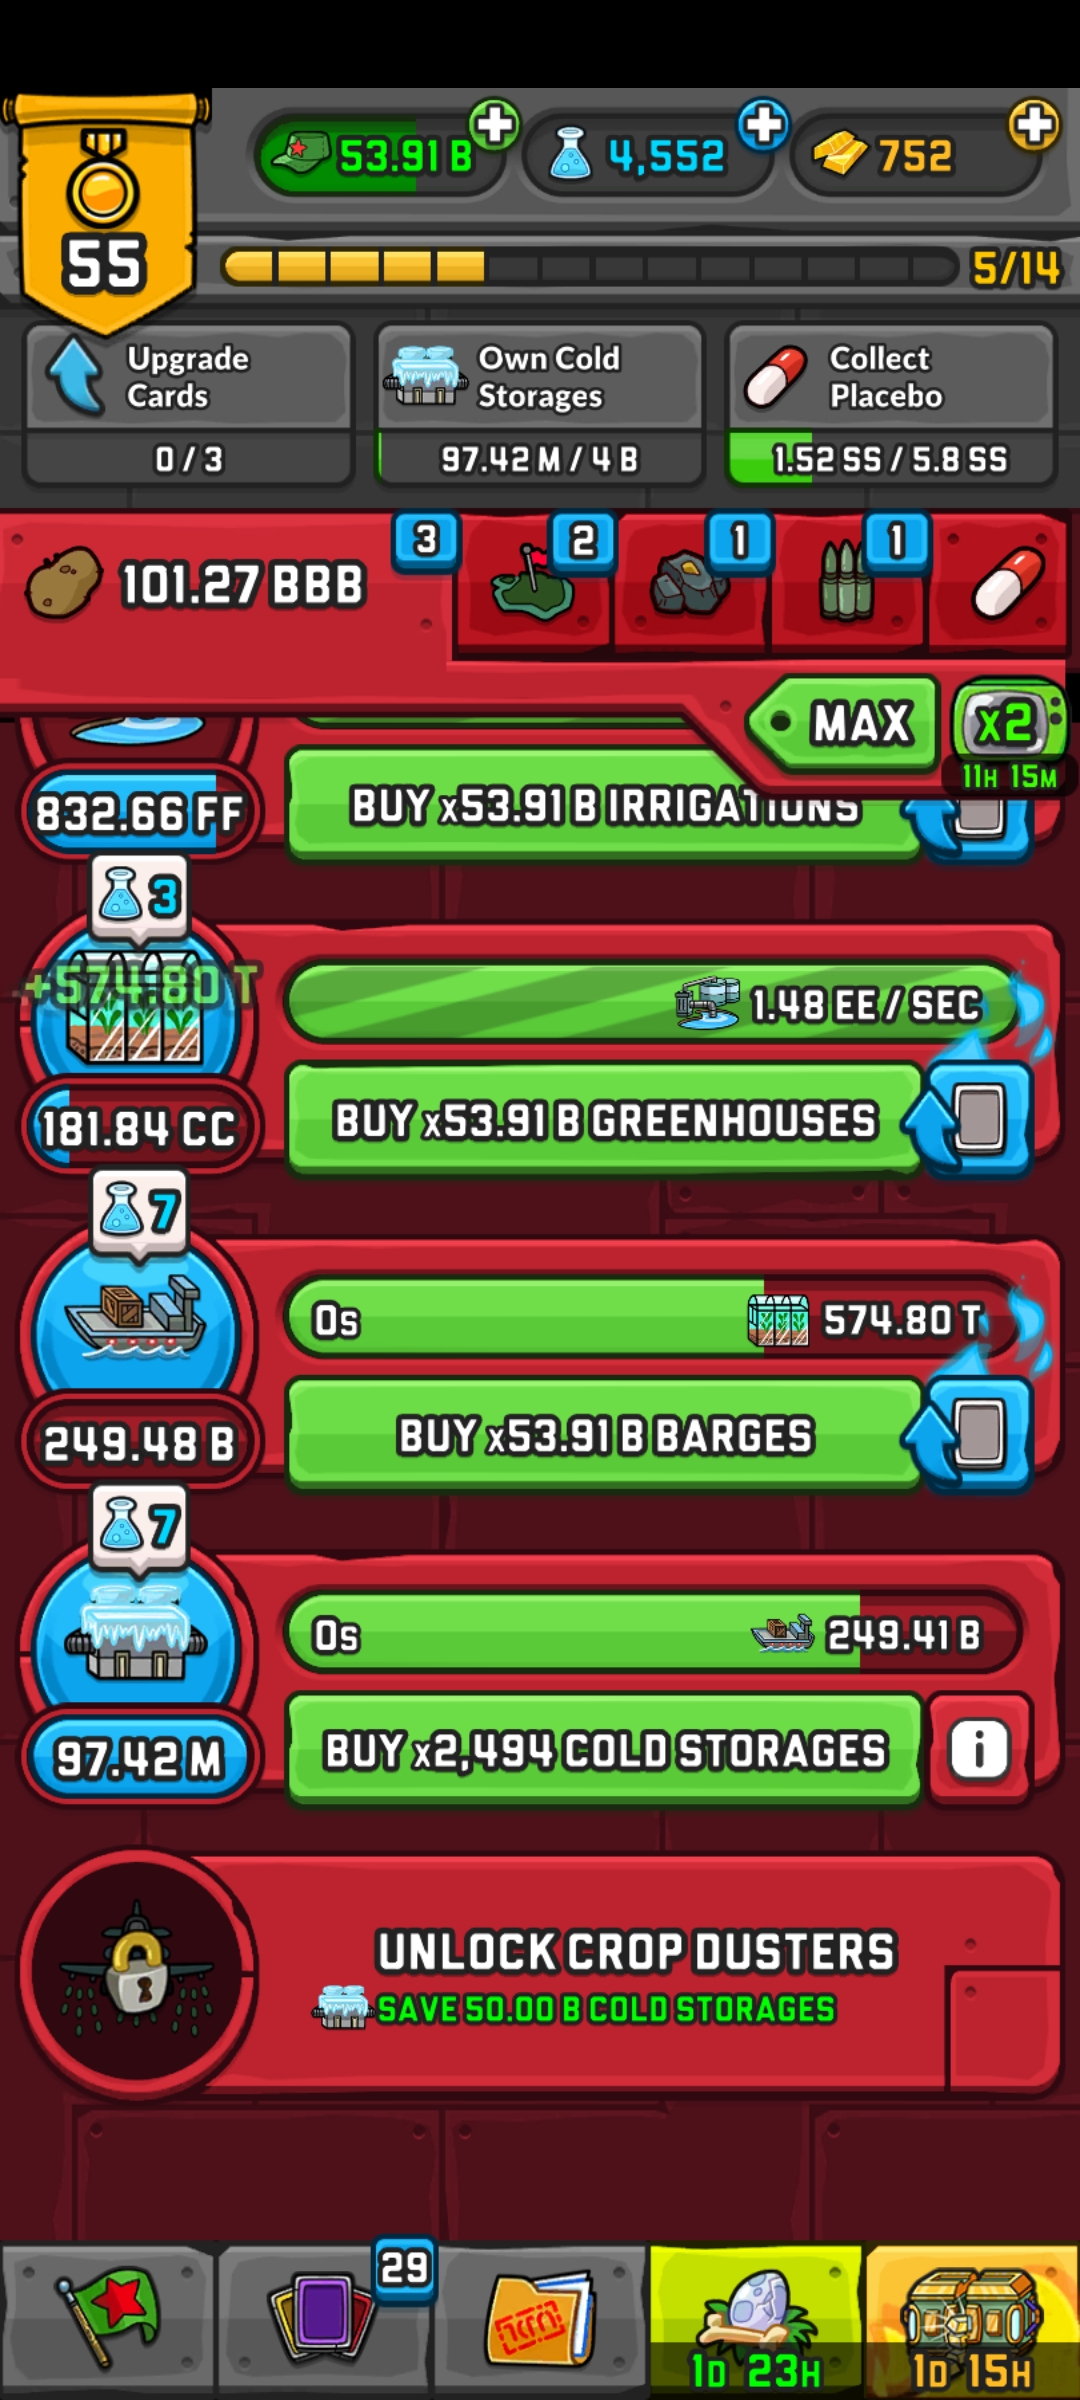 53.91 B
4,552
752
55
5/14
Upgrade
Cards
0 / 3
Own Cold
Storages
97.42 M / 4 B
Collect
Placebo
1.52 SS / 5.8 SS
101.27 BBB
3
2
1
1
MAX
x2
11H 15M
832.66 FF
BUY x53.91 B IRRIGATIONS
3
+574.80 T
1.48 EE / SEC
181.84 CC
BUY x53.91 B GREENHOUSES
7
0s
574.80 T
249.48 B
BUY x53.91 B BARGES
7
0s
249.41 B
97.42 M
BUY x2,494 COLD STORAGES
i
UNLOCK CROP DUSTERS
SAVE 50.00 B COLD STORAGES
29
1D 23H
1D 15H